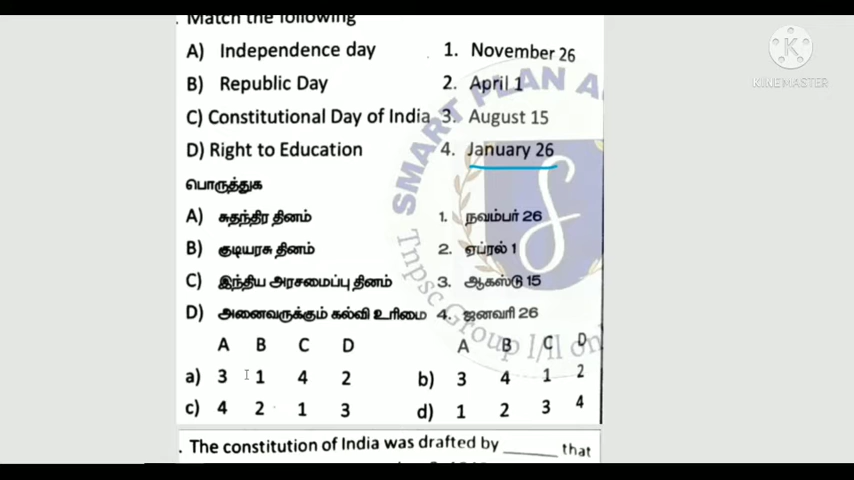 . Match the following
A) Independence day 1. November 26
B) Republic Day 2. April 1
C) Constitutional Day of India 3. August 15
D) Right to Education 4. January 26
பொருத்துக
A) சுதந்திர தினம் 1. நவம்பர் 26
B) குடியரசு தினம் 2. ஏப்ரல் 1
C) இந்திய அரசமைப்பு தினம் 3. ஆகஸ்டு 15
D) அனைவருக்கும் கல்வி உரிமை 4. ஜனவரி 26
A B C D A B C D
a) 3 1 4 2 b) 3 4 1 2
c) 4 2 1 3 d) 1 2 3 4
. The constitution of India was drafted by ______ that
SMART PLAN A
Tnpsc Group I/II on
K
KINEMASTER